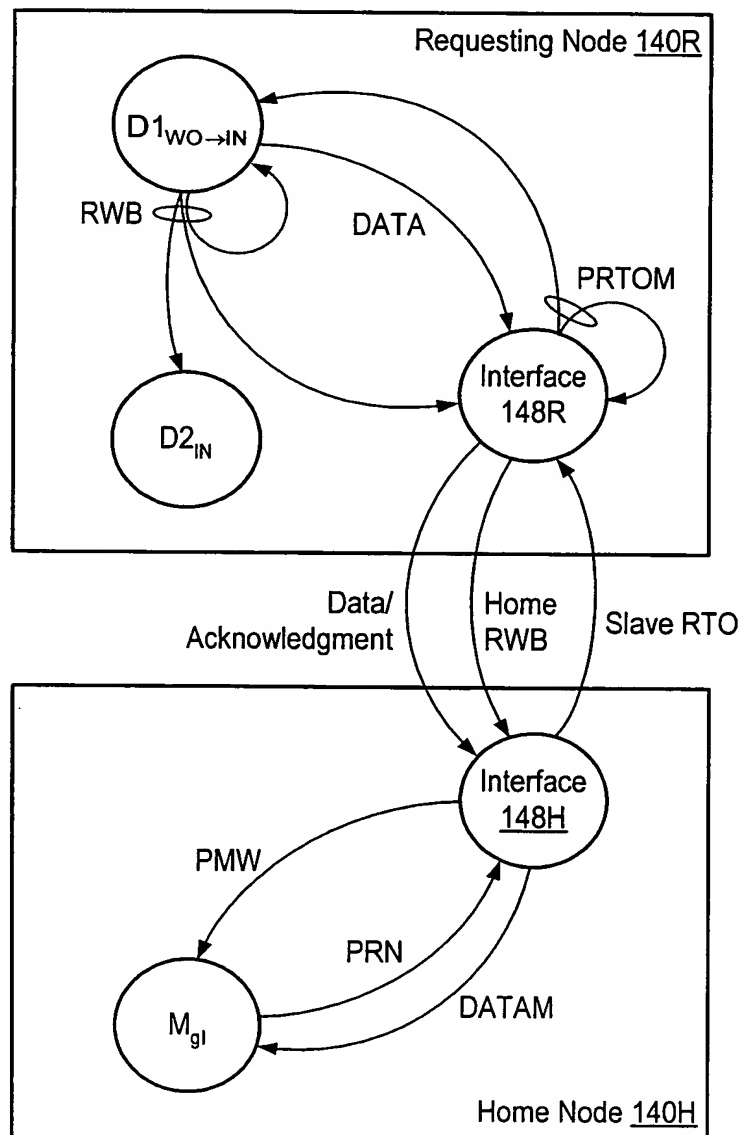 Requesting Node 140R
D1WO→IN
RWB
DATA
PRTOM
Interface
148R
D2IN
Data/
Acknowledgment
Home
RWB
Slave RTO
Interface
148H
PMW
PRN
DATAM
MgI
Home Node 140H